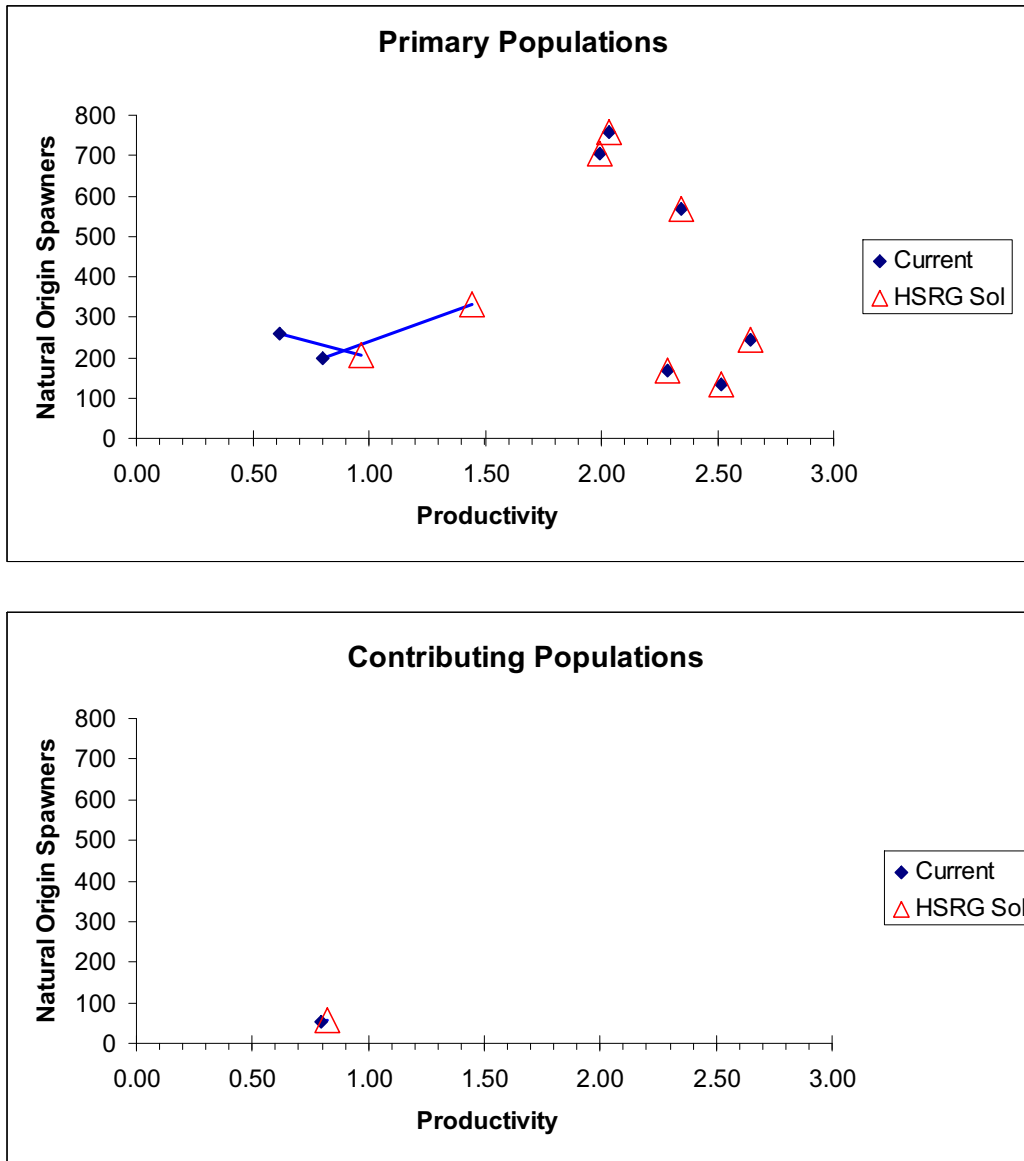 Primary Populations
800
700
600
500
400
300
200
100
0
Natural Origin Spawners
0.00 0.50 1.00 1.50 2.00 2.50 3.00
Productivity
Current
HSRG Sol
Contributing Populations
800
700
600
500
400
300
200
100
0
Natural Origin Spawners
0.00 0.50 1.00 1.50 2.00 2.50 3.00
Productivity
Current
HSRG Sol